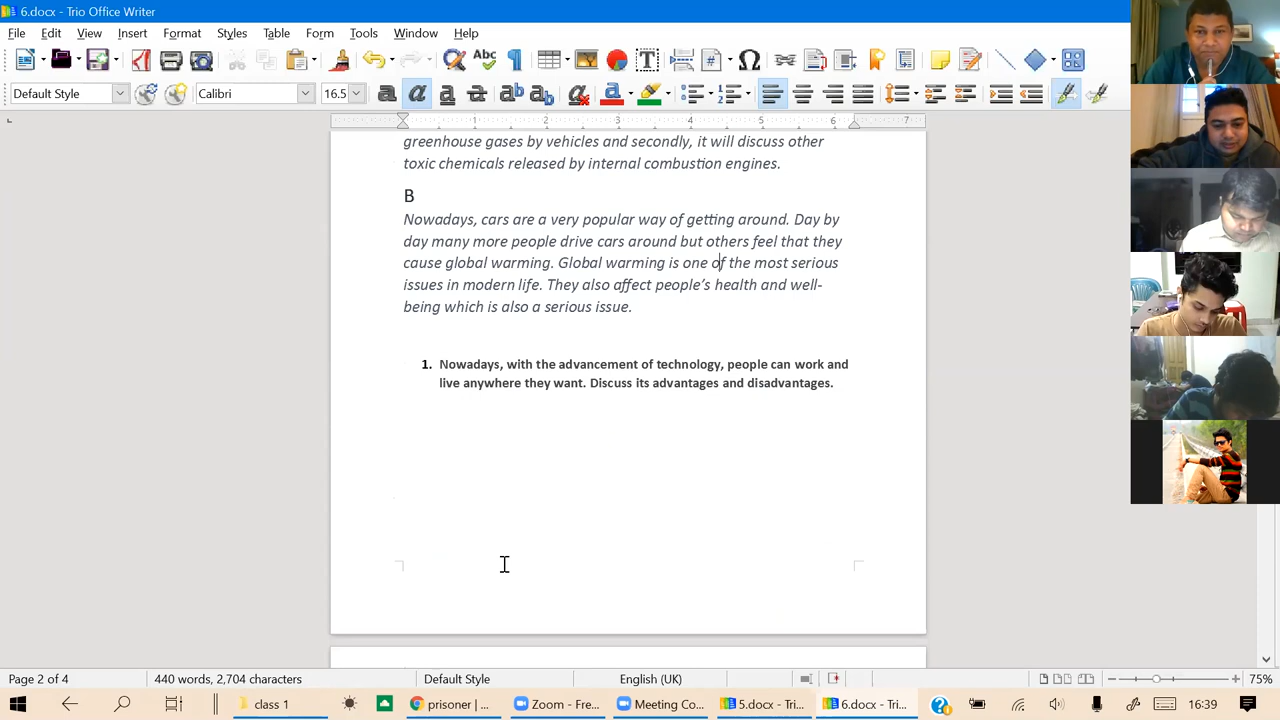 6.docx - Trio Office Writer
File Edit View Insert Format Styles Table Form Tools Window Help
Default Style Calibri 16.5
1 2 3 4 5 6 7
greenhouse gases by vehicles and secondly, it will discuss other
toxic chemicals released by internal combustion engines.
B
Nowadays, cars are a very popular way of getting around. Day by
day many more people drive cars around but others feel that they
cause global warming. Global warming is one of the most serious
issues in modern life. They also affect people’s health and well-
being which is also a serious issue.
1. Nowadays, with the advancement of technology, people can work and
live anywhere they want. Discuss its advantages and disadvantages.
Page 2 of 4 440 words, 2,704 characters Default Style English (UK) 75%
class 1 prisoner | ... Zoom - Fre... Meeting Co... 5.docx - Tri... 6.docx - Tri... 16:39